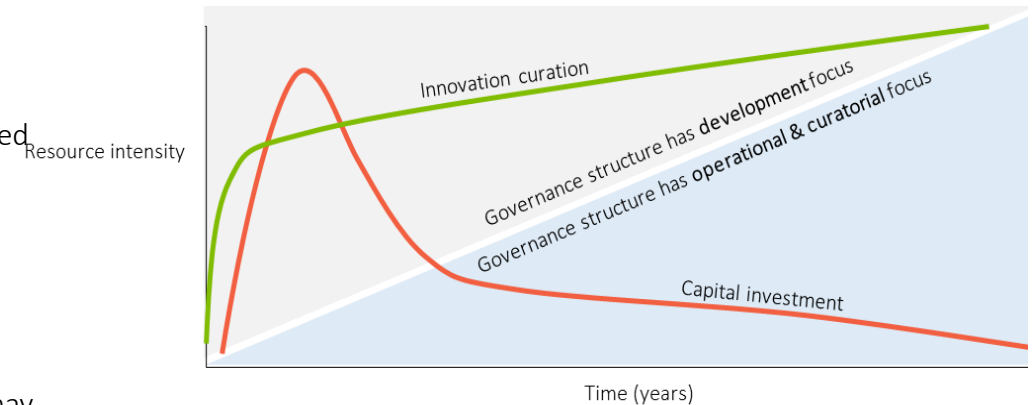 Innovation curation
Governance structure has development focus
ed
Resource intensity
Governance structure has operational & curatorial focus
Capital investment
Time (years)